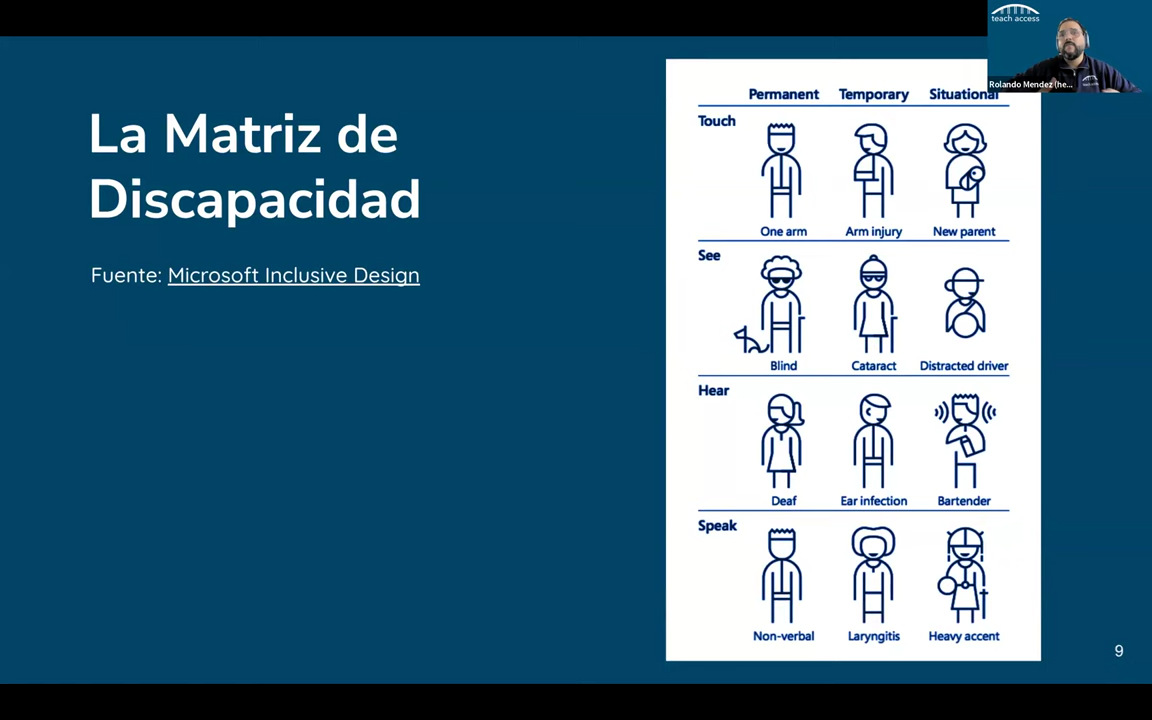 teach access
Rolando Mendez (he...
La Matriz de
Discapacidad
Fuente: Microsoft Inclusive Design
Permanent Temporary Situational
Touch
One arm Arm injury New parent
See
Blind Cataract Distracted driver
Hear
Deaf Ear infection Bartender
Speak
Non-verbal Laryngitis Heavy accent
9